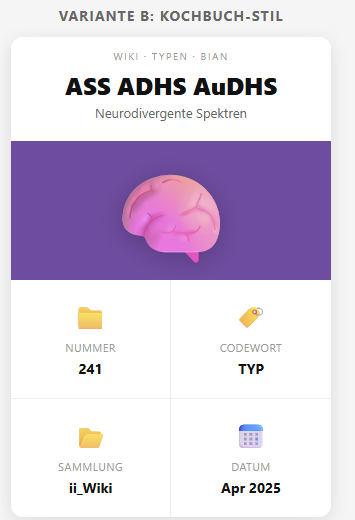 VARIANTE B: KOCHBUCH-STIL
WIKI · TYPEN · BIAN
ASS ADHS AuDHS
Neurodivergente Spektren
NUMMER
241
CODEWORT
TYP
SAMMLUNG
ii_Wiki
DATUM
Apr 2025